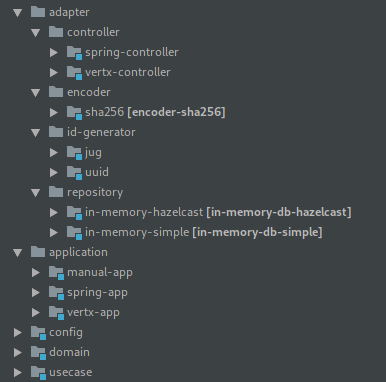 adapter
controller
spring-controller
vertx-controller
encoder
sha256 [encoder-sha256]
id-generator
jug
uuid
repository
in-memory-hazelcast [in-memory-db-hazelcast]
in-memory-simple [in-memory-db-simple]
application
manual-app
spring-app
vertx-app
config
domain
usecase